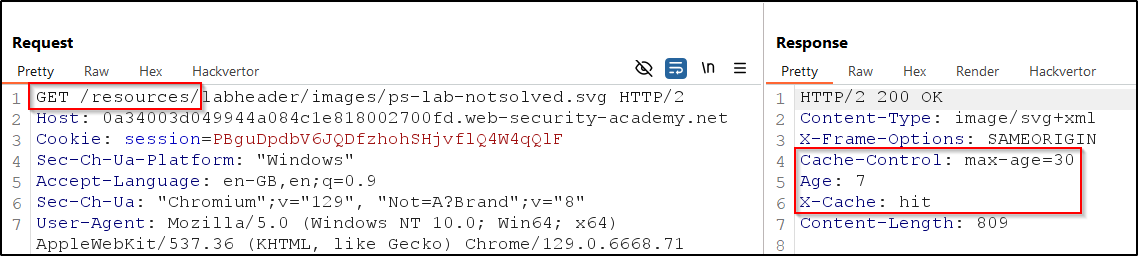 Request
Pretty Raw Hex Hackvertor
\n
1 GET /resources/labheader/images/ps-lab-notsolved.svg HTTP/2
2 Host: 0a34003d049944a084c1e818002700fd.web-security-academy.net
3 Cookie: session=PBguDpdbV6JQDfzhohSHjvflQ4W4qQlF
4 Sec-Ch-Ua-Platform: "Windows"
5 Accept-Language: en-GB,en;q=0.9
6 Sec-Ch-Ua: "Chromium";v="129", "Not=A?Brand";v="8"
7 User-Agent: Mozilla/5.0 (Windows NT 10.0; Win64; x64)
AppleWebKit/537.36 (KHTML, like Gecko) Chrome/129.0.6668.71
Response
Pretty Raw Hex Render Hackvertor
1 HTTP/2 200 OK
2 Content-Type: image/svg+xml
3 X-Frame-Options: SAMEORIGIN
4 Cache-Control: max-age=30
5 Age: 7
6 X-Cache: hit
7 Content-Length: 809
8